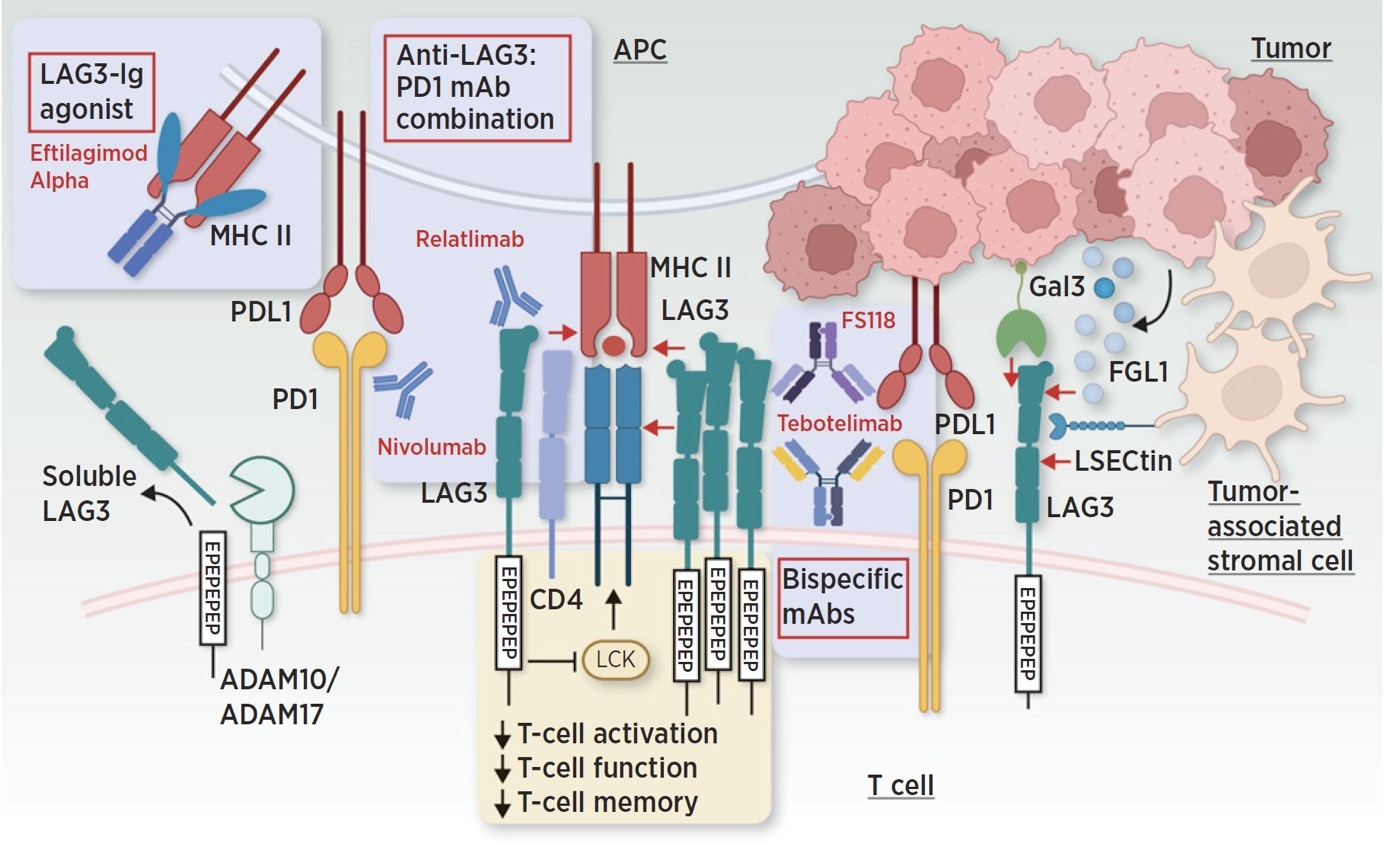 LAG3-Ig
agonist
Eftilagimod
Alpha
MHC II
Anti-LAG3:
PD1 mAb
combination
APC
Tumor
Relatlimab
MHC II
LAG3
PDL1
PD1
Nivolumab
LAG3
Soluble
LAG3
EPEPEPEP
ADAM10/
ADAM17
EPEPEPEP
CD4
LCK
EPEPEPEP
EPEPEPEP
EPEPEPEP
T-cell activation
T-cell function
T-cell memory
FS118
Tebotelimab
Bispecific
mAbs
PDL1
PD1
T cell
Gal3
FGL1
LSECtin
LAG3
EPEPEPEP
Tumor-
associated
stromal cell